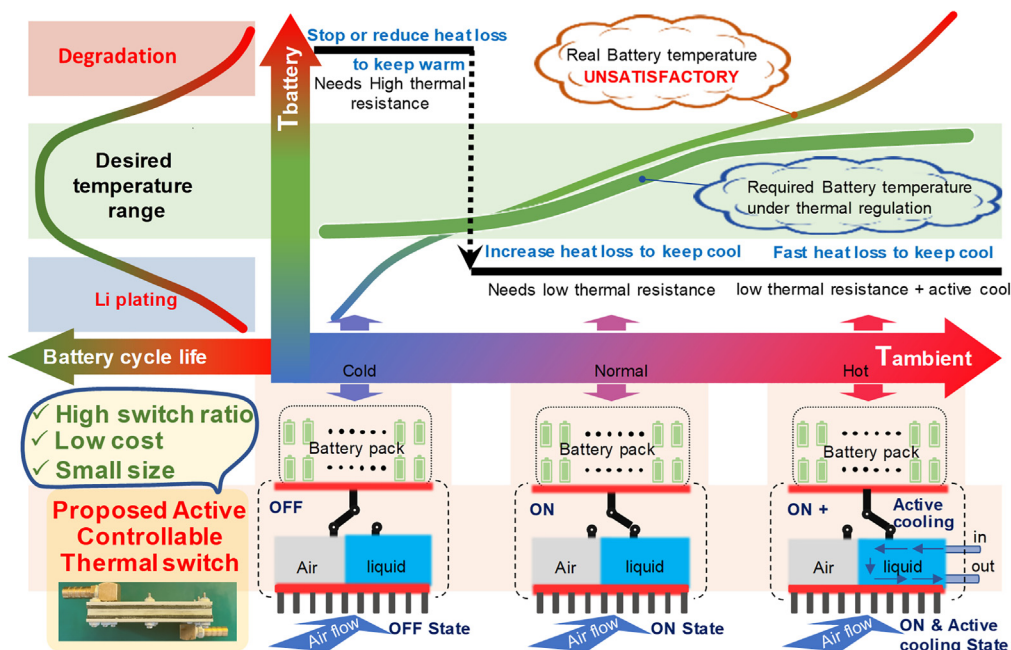 Degradation
Desired
temperature
range
Li plating
Battery cycle life
Tbattery
Stop or reduce heat loss
to keep warm
Needs High thermal
resistance
Real Battery temperature
UNSATISFACTORY
Required Battery temperature
under thermal regulation
Increase heat loss to keep cool
Fast heat loss to keep cool
Needs low thermal resistance
low thermal resistance + active cool
Tambient
Cold
Normal
Hot
✓ High switch ratio
✓ Low cost
✓ Small size
Proposed Active
Controllable
Thermal switch
Battery pack
OFF
Air
liquid
Air flow
OFF State
Battery pack
ON
Air
liquid
Air flow
ON State
Battery pack
ON +
Active
cooling
in
out
Air
liquid
Air flow
ON & Active
cooling State